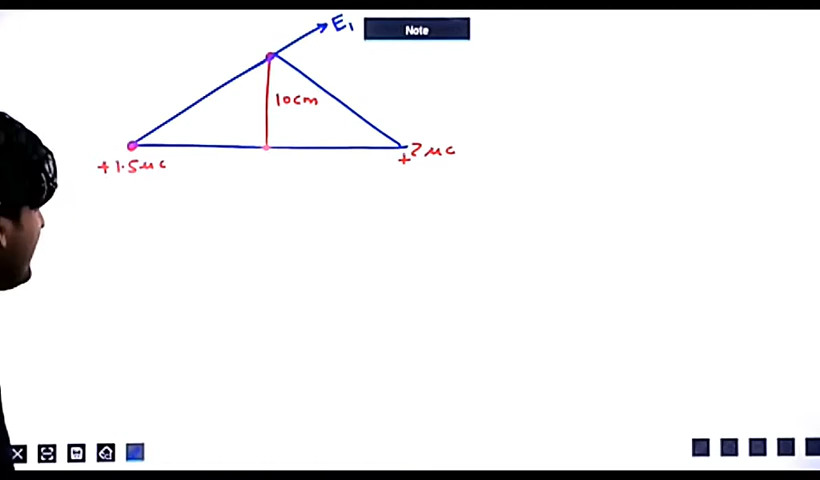 E₁
Note
10cm
+1.5μc
+2μc